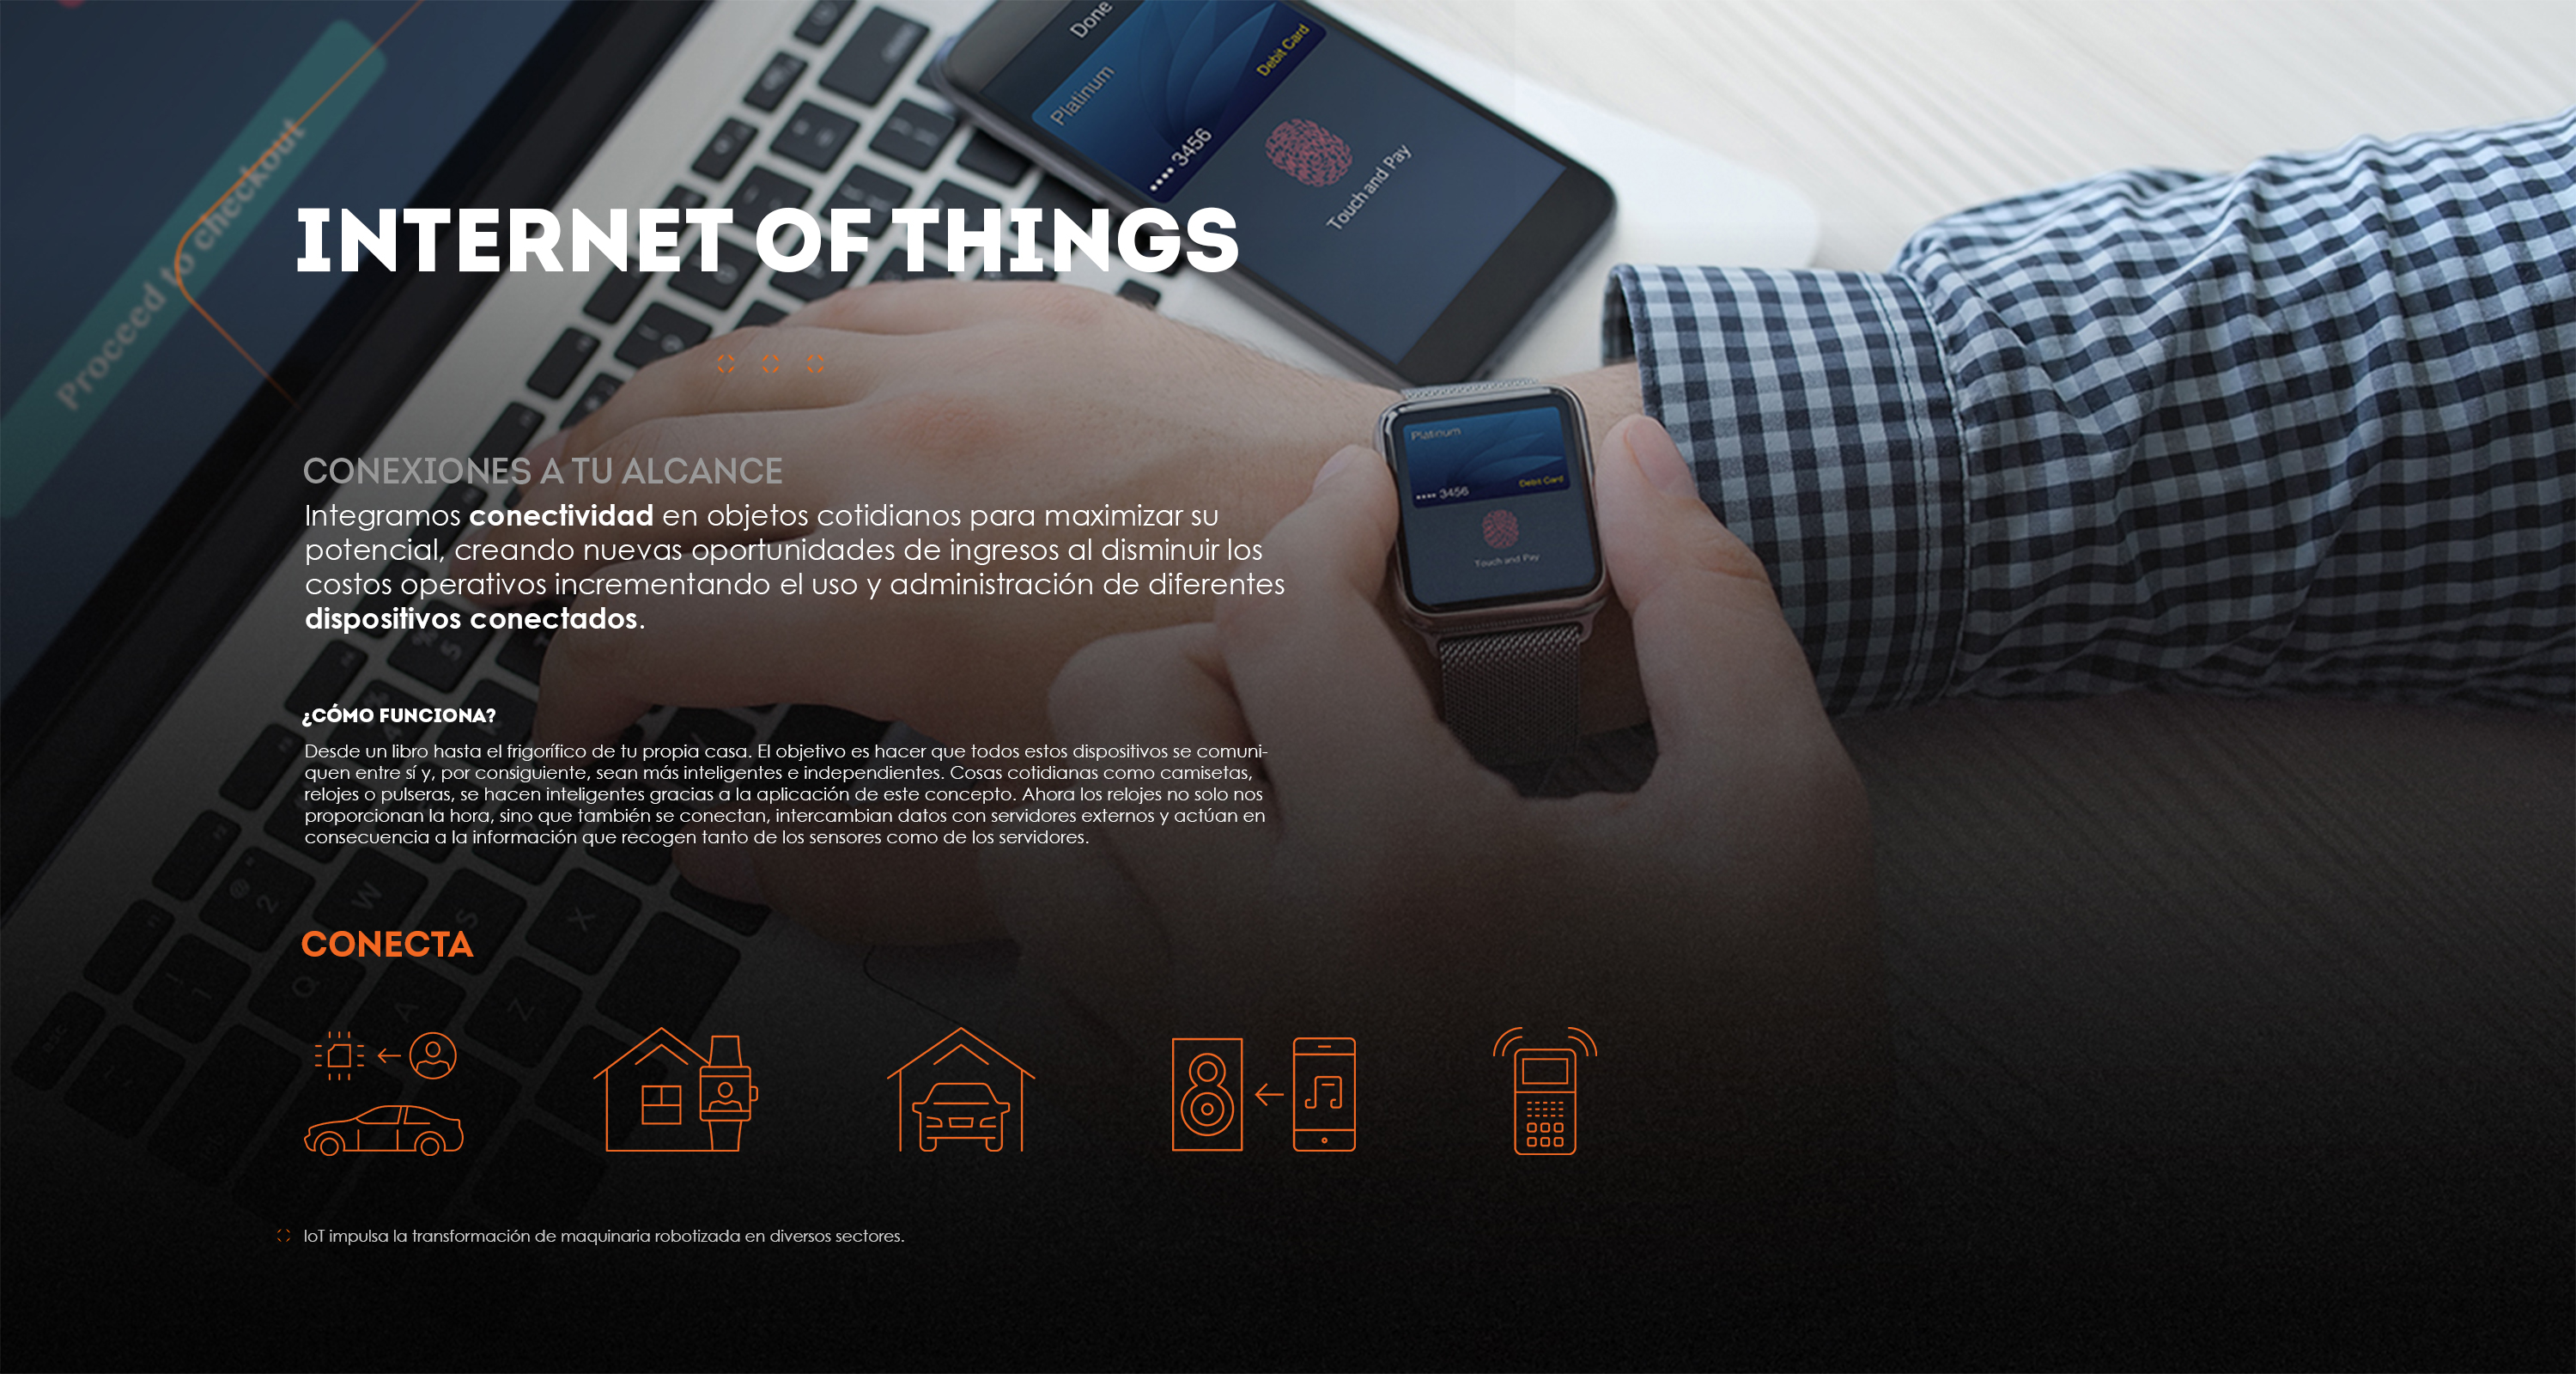 Done
Platinum
Debit Card
•••• 3456
Touch and Pay
Proceed to checkout
INTERNET OF THINGS
Platinum
•••• 3456
Debit Card
Touch and Pay
CONEXIONES A TU ALCANCE
Integramos conectividad en objetos cotidianos para maximizar su
potencial, creando nuevas oportunidades de ingresos al disminuir los
costos operativos incrementando el uso y administración de diferentes
dispositivos conectados.
¿CÓMO FUNCIONA?
Desde un libro hasta el frigorífico de tu propia casa. El objetivo es hacer que todos estos dispositivos se comuni-
quen entre sí y, por consiguiente, sean más inteligentes e independientes. Cosas cotidianas como camisetas,
relojes o pulseras, se hacen inteligentes gracias a la aplicación de este concepto. Ahora los relojes no solo nos
proporcionan la hora, sino que también se conectan, intercambian datos con servidores externos y actúan en
consecuencia a la información que recogen tanto de los sensores como de los servidores.
CONECTA
IoT impulsa la transformación de maquinaria robotizada en diversos sectores.